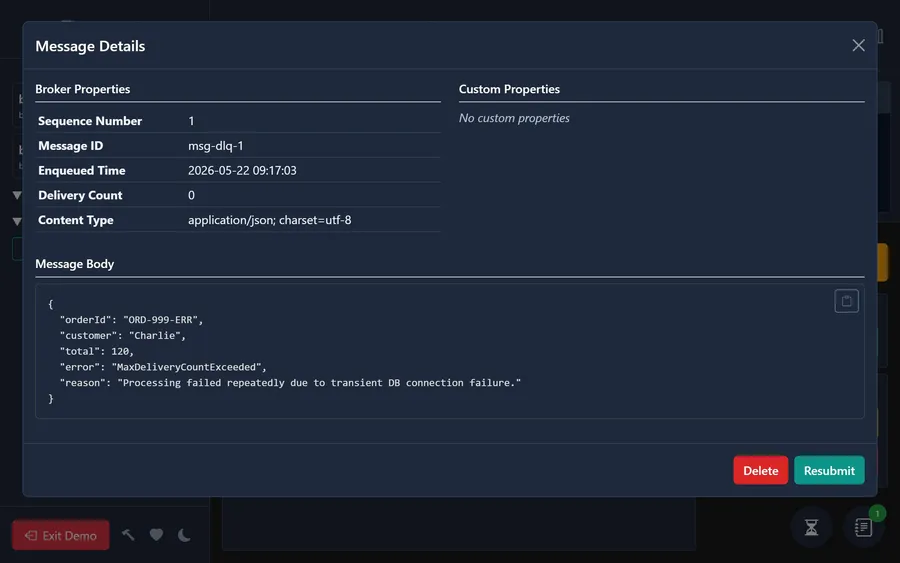 Message Details
Broker Properties
Sequence Number 1
Message ID msg-dlq-1
Enqueued Time 2026-05-22 09:17:03
Delivery Count 0
Content Type application/json; charset=utf-8
Custom Properties
No custom properties
Message Body
{
"orderId": "ORD-999-ERR",
"customer": "Charlie",
"total": 120,
"error": "MaxDeliveryCountExceeded",
"reason": "Processing failed repeatedly due to transient DB connection failure."
}
Delete
Resubmit
Exit Demo
1